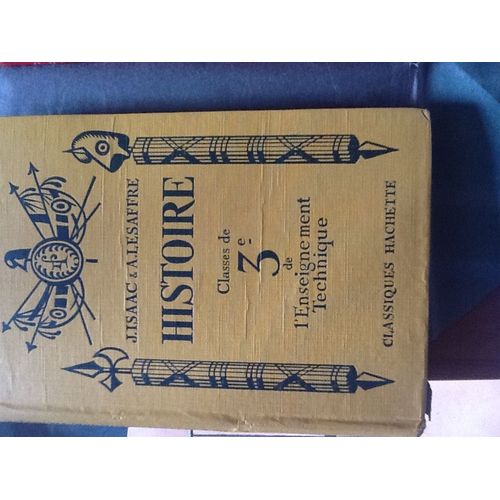 J. ISAAC & A. LESAFFRE
HISTOIRE
Classes de
3e
de
l'Enseignement
Technique
CLASSIQUES HACHETTE